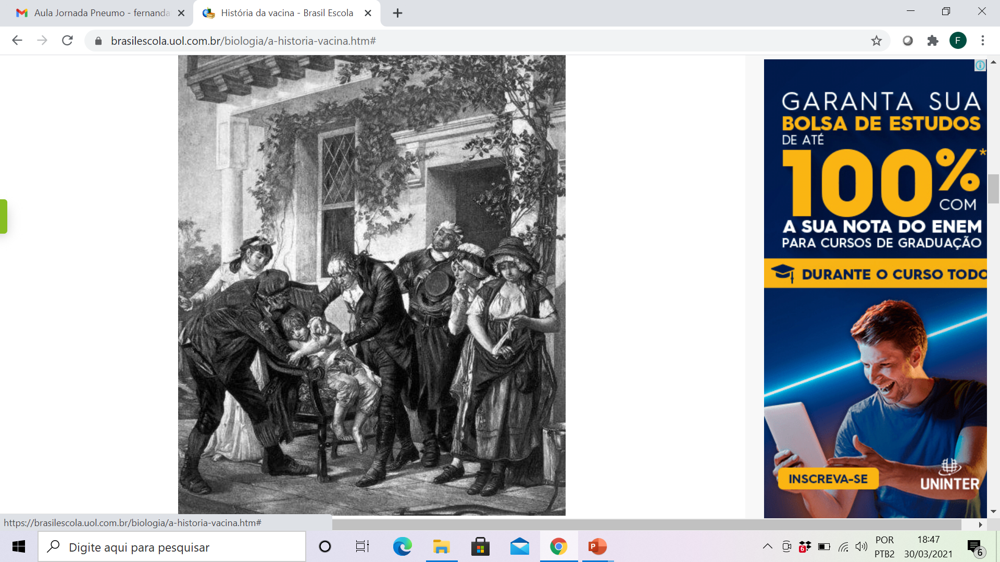 Aula Jornada Pneumo - fernanda
História da vacina - Brasil Escola
brasilescola.uol.com.br/biologia/a-historia-vacina.htm#
F
GARANTA SUA
BOLSA DE ESTUDOS
DE ATÉ
100%*
COM
A SUA NOTA DO ENEM
PARA CURSOS DE GRADUAÇÃO
DURANTE O CURSO TODO
INSCREVA-SE
UNINTER
https://brasilescola.uol.com.br/biologia/a-historia-vacina.htm#
Digite aqui para pesquisar
P
6
POR
PTB2
18:47
30/03/2021
6